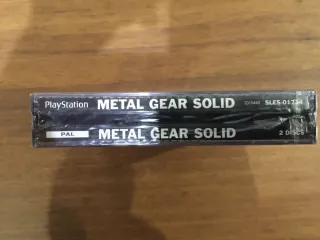 PlayStation METAL GEAR SOLID SLES-01734
PAL METAL GEAR SOLID 2 DISCS